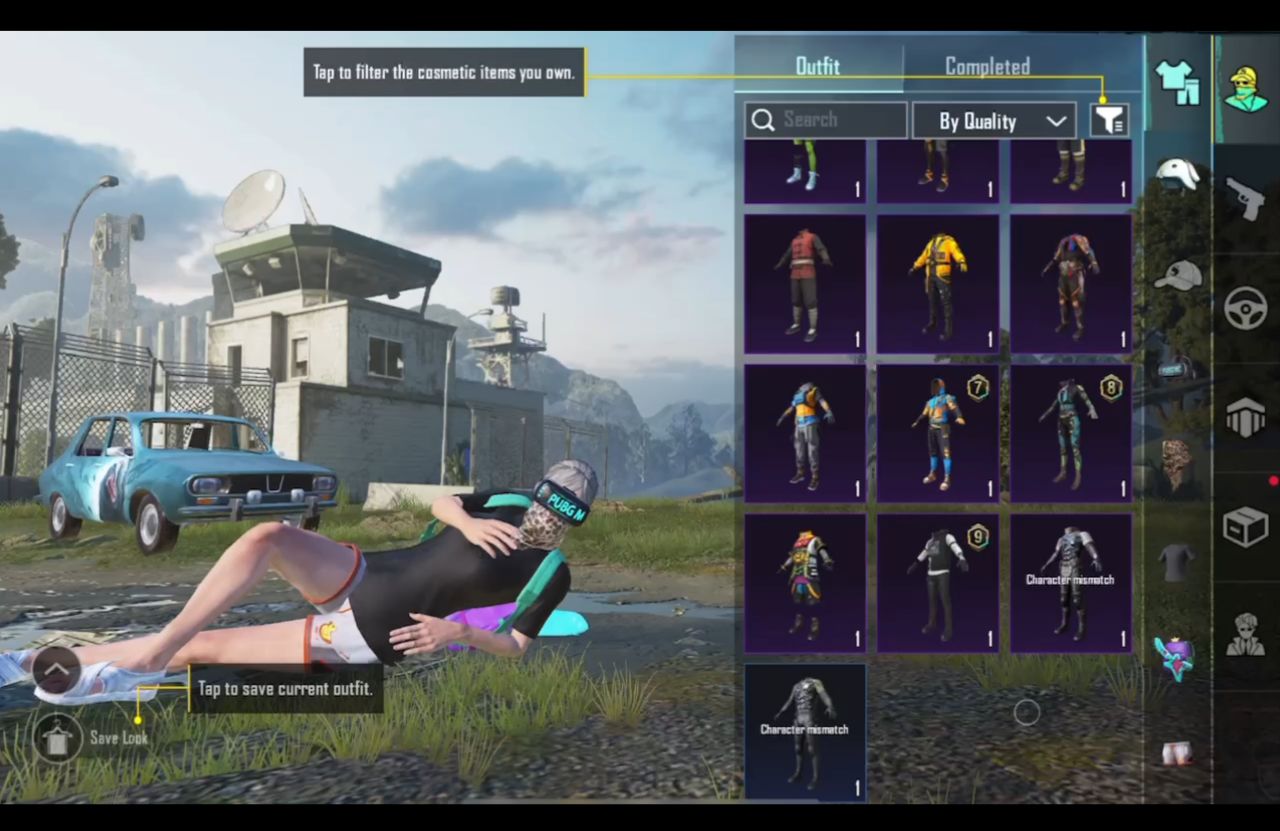 Tap to filter the cosmetic items you own.
Outfit
Completed
Search
By Quality
1
1
1
1
1
1
7
8
1
1
1
9
Character mismatch
1
1
1
Character mismatch
1
PUBG M
Tap to save current outfit.
Save Look